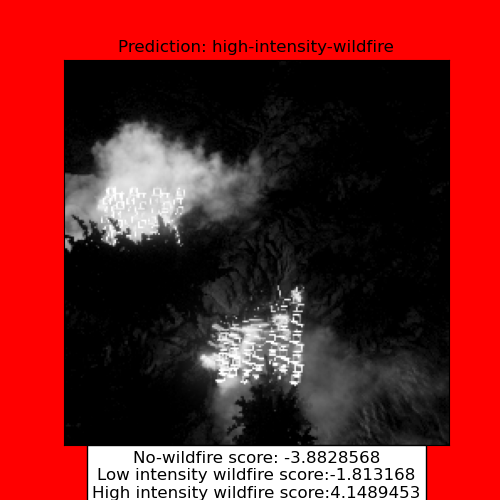 Prediction: high-intensity-wildfire
No-wildfire score: -3.8828568
Low intensity wildfire score:-1.813168
High intensity wildfire score:4.1489453